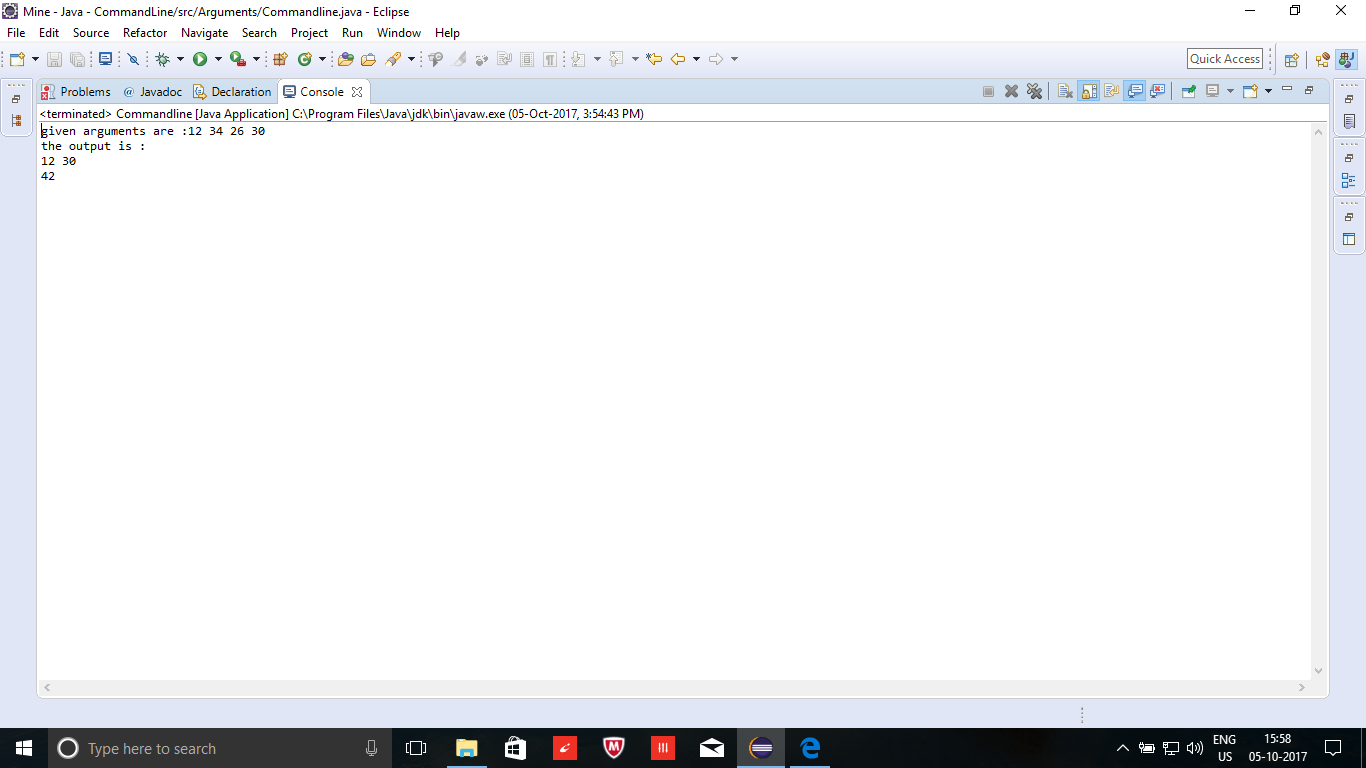 Mine - Java - CommandLine/src/Arguments/Commandline.java - Eclipse
File Edit Source Refactor Navigate Search Project Run Window Help
Quick Access
Problems @ Javadoc Declaration Console
<terminated> Commandline [Java Application] C:\Program Files\Java\jdk\bin\javaw.exe (05-Oct-2017, 3:54:43 PM)
given arguments are :12 34 26 30
the output is :
12 30
42
Type here to search
ENG
US
15:58
05-10-2017